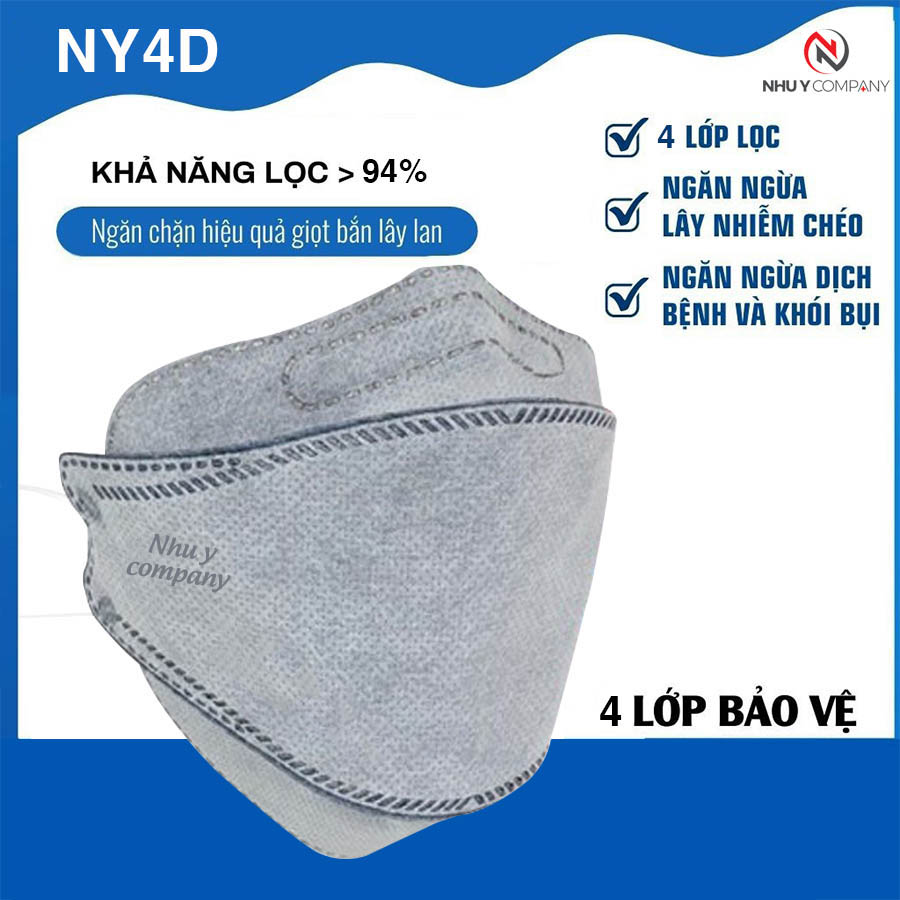 NY4D
NHU Y COMPANY
KHẢ NĂNG LỌC > 94%
Ngăn chặn hiệu quả giọt bắn lây lan
4 LỚP LỌC
NGĂN NGỪA
LÂY NHIỄM CHÉO
NGĂN NGỪA DỊCH
BỆNH VÀ KHÓI BỤI
Nhu y
company
4 LỚP BẢO VỆ